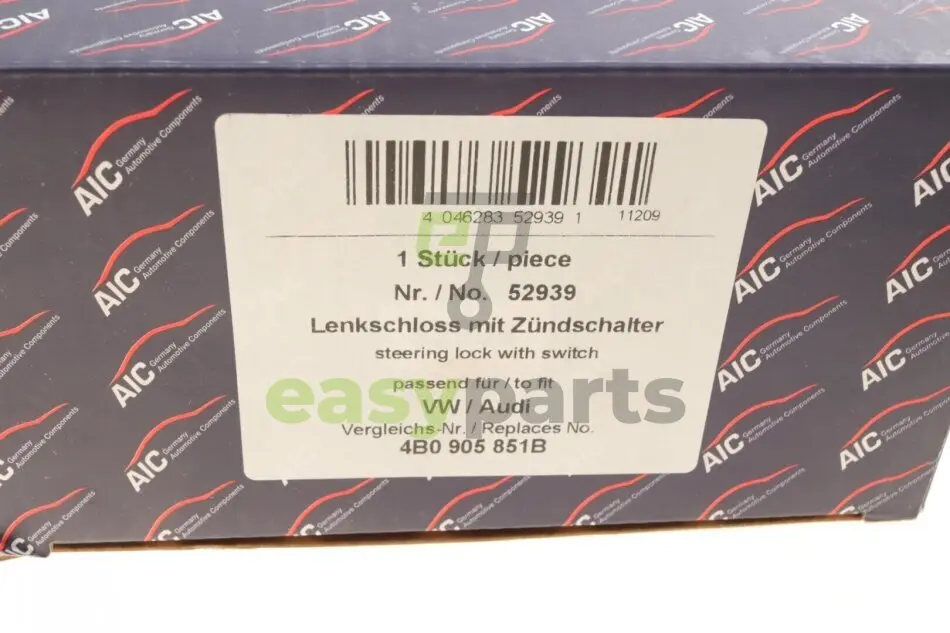 AIC Germany
Automotive Components
4 046283 52939 1 11209
1 Stück / piece
Nr. / No. 52939
Lenkschloss mit Zündschalter
steering lock with switch
passend für / to fit
easyparts
VW / Audi
Vergleichs-Nr. / Replaces No.
4B0 905 851B